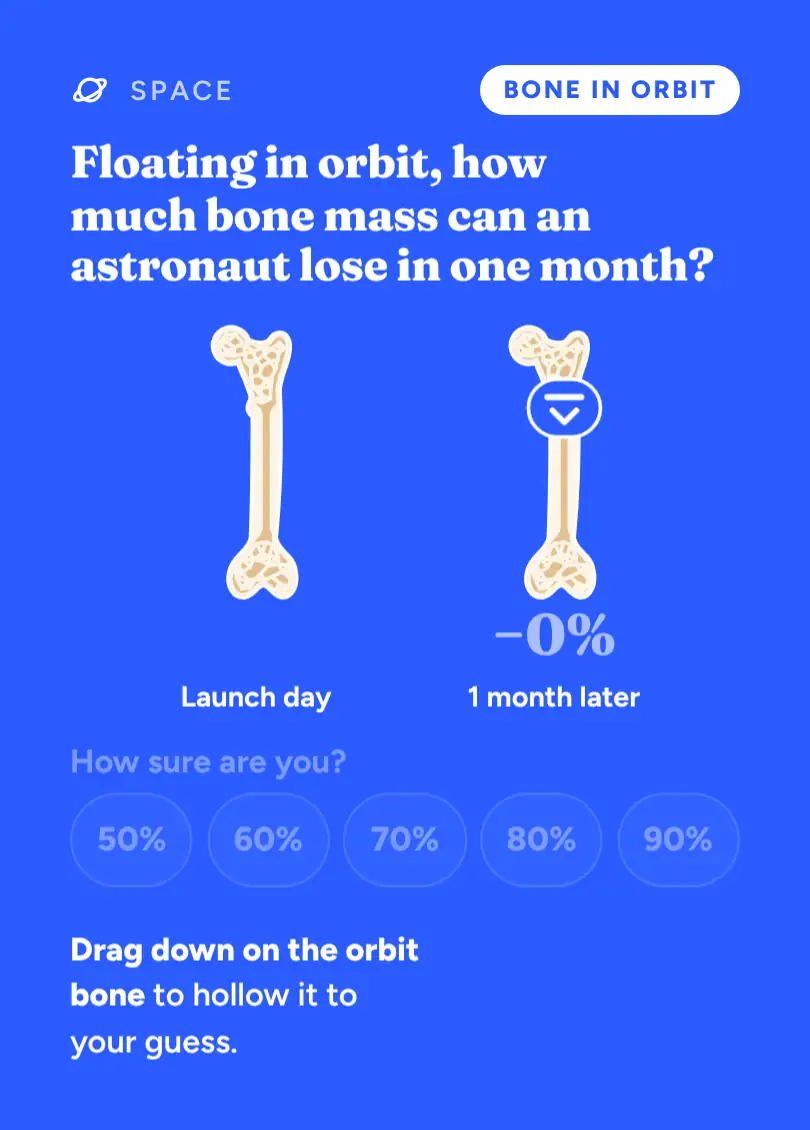 SPACE
BONE IN ORBIT
Floating in orbit, how
much bone mass can an
astronaut lose in one month?
−0%
Launch day
1 month later
How sure are you?
50%
60%
70%
80%
90%
Drag down on the orbit
bone to hollow it to
your guess.